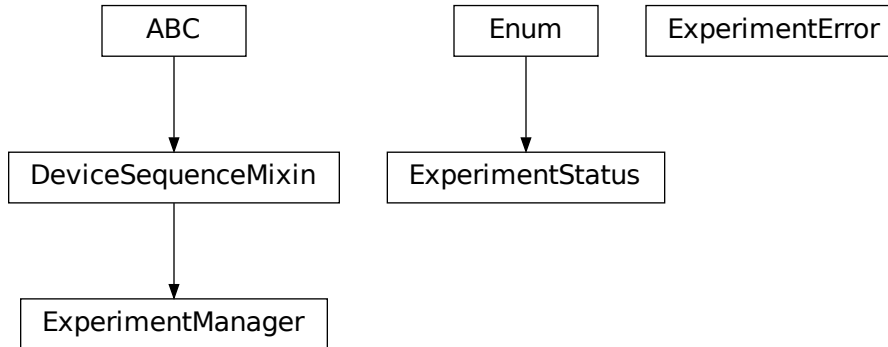 ABC
Enum
ExperimentError
DeviceSequenceMixin
ExperimentStatus
ExperimentManager